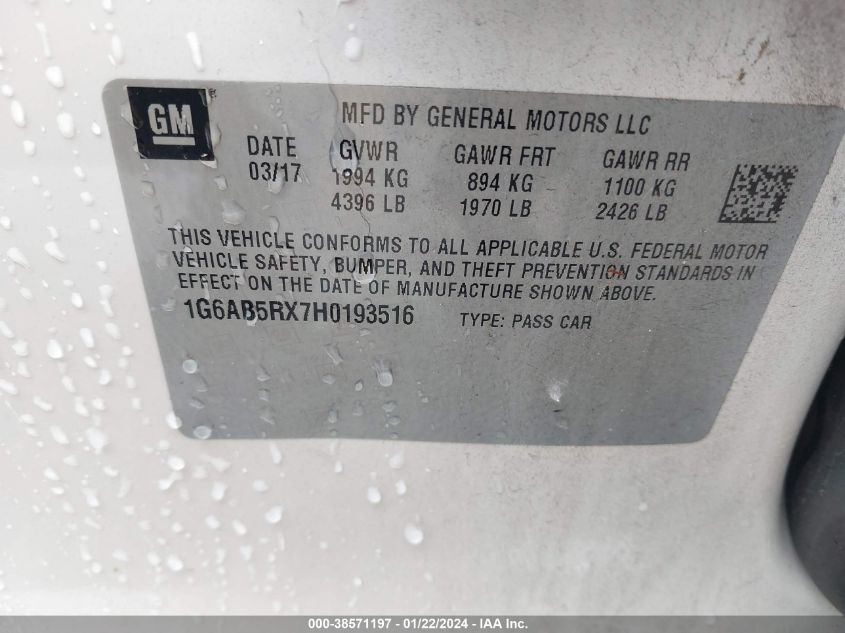 GM
MFD BY GENERAL MOTORS LLC
DATE GVWR GAWR FRT GAWR RR
03/17 1994 KG 894 KG 1100 KG
4396 LB 1970 LB 2426 LB
THIS VEHICLE CONFORMS TO ALL APPLICABLE U.S. FEDERAL MOTOR
VEHICLE SAFETY, BUMPER, AND THEFT PREVENTION STANDARDS IN
EFFECT ON THE DATE OF MANUFACTURE SHOWN ABOVE.
1G6AB5RX7H0193516 TYPE: PASS CAR
000-38571197 - 01/22/2024 - IAA Inc.